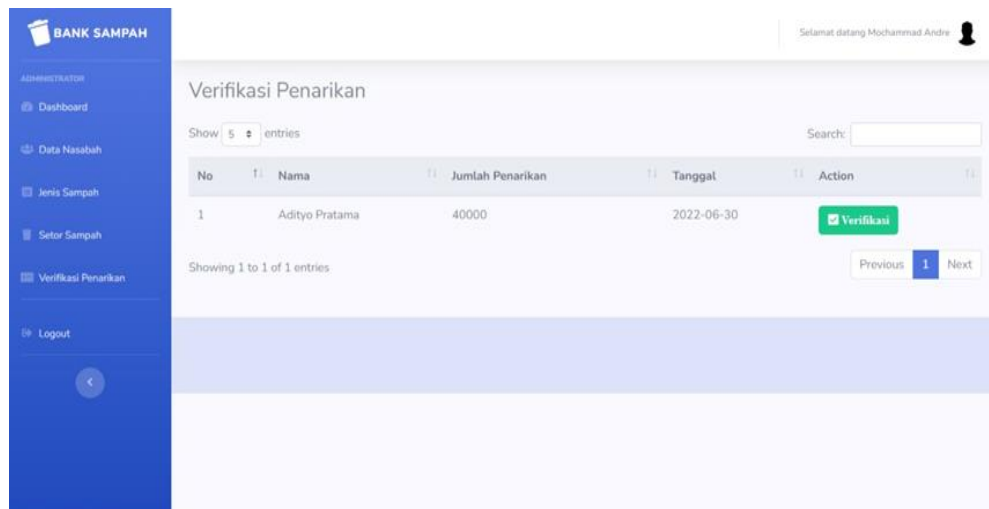 BANK SAMPAH
Selamat datang Mochammad Andre
ADMINISTRATOR
Dashboard
Data Nasabah
Jenis Sampah
Setor Sampah
Verifikasi Penarikan
Logout
Verifikasi Penarikan
Show 5 entries
Search:
No Nama Jumlah Penarikan Tanggal Action
1 Adityo Pratama 40000 2022-06-30 Verifikasi
Showing 1 to 1 of 1 entries
Previous 1 Next